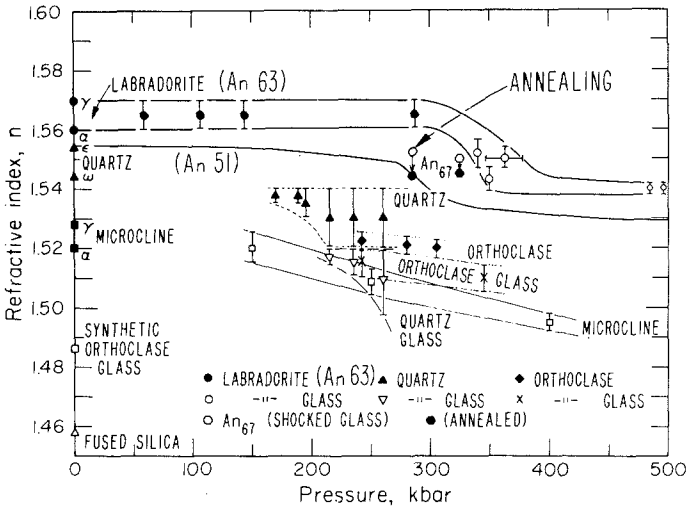 1.60
1.58
1.56
1.54
1.52
1.50
1.48
1.46
Refractive index, n
γ
LABRADORITE (An 63)
α
ε
QUARTZ
ω
(An 51)
γ
MICROCLINE
α
SYNTHETIC
ORTHOCLASE
GLASS
FUSED SILICA
ANNEALING
An67
QUARTZ
ORTHOCLASE
ORTHOCLASE
GLASS
QUARTZ
GLASS
MICROCLINE
LABRADORITE (An 63) QUARTZ ORTHOCLASE
-"- GLASS -"- GLASS -"- GLASS
An67 (SHOCKED GLASS) (ANNEALED)
0 100 200 300 400 500
Pressure, kbar